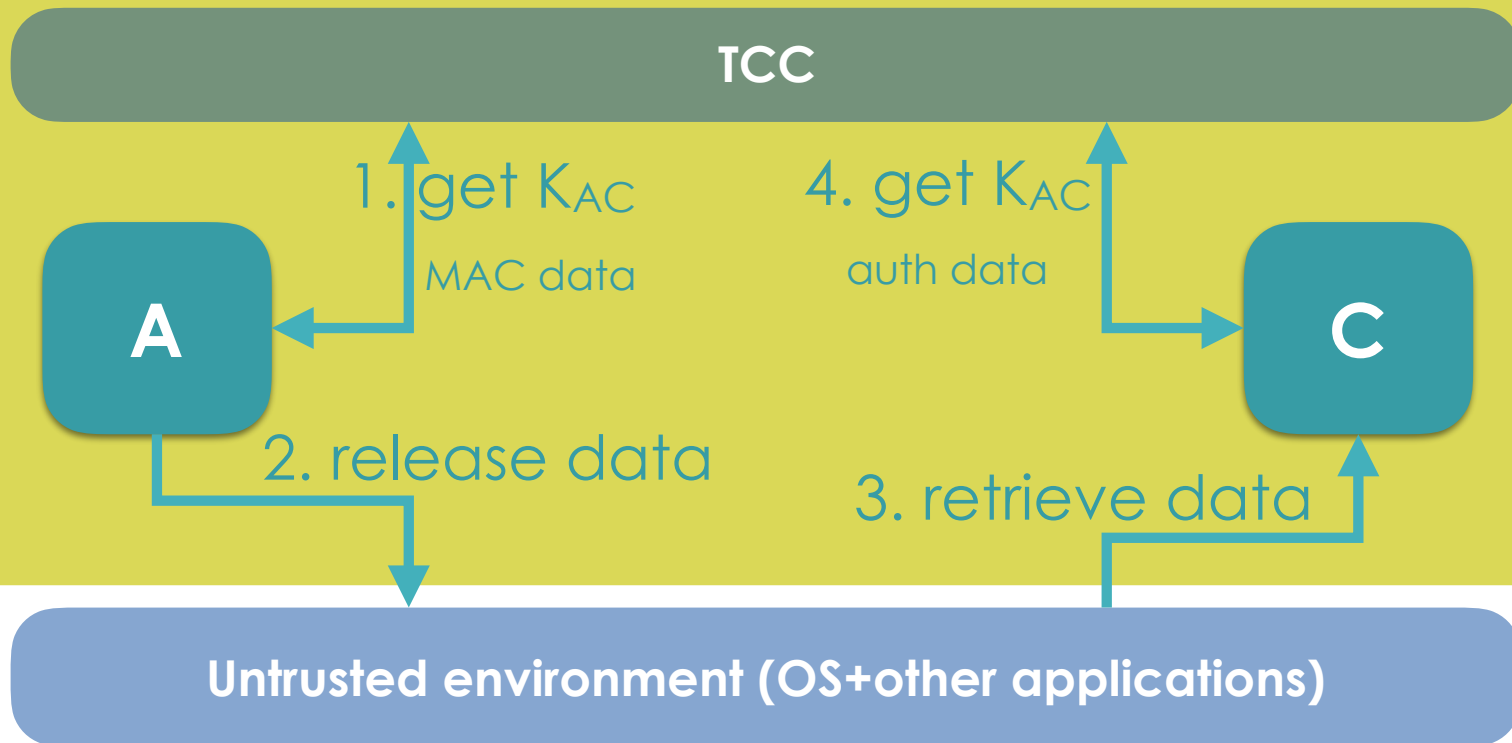 TCC
1. get KAC
MAC data
4. get KAC
auth data
A
C
2. release data
3. retrieve data
Untrusted environment (OS+other applications)